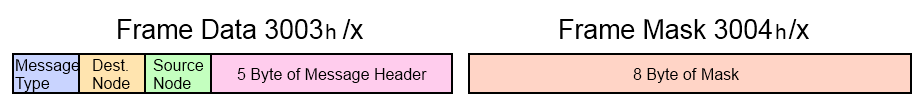 Frame Data 3003h /x
Frame Mask 3004h/x
Message
Type
Dest.
Node
Source
Node
5 Byte of Message Header
8 Byte of Mask